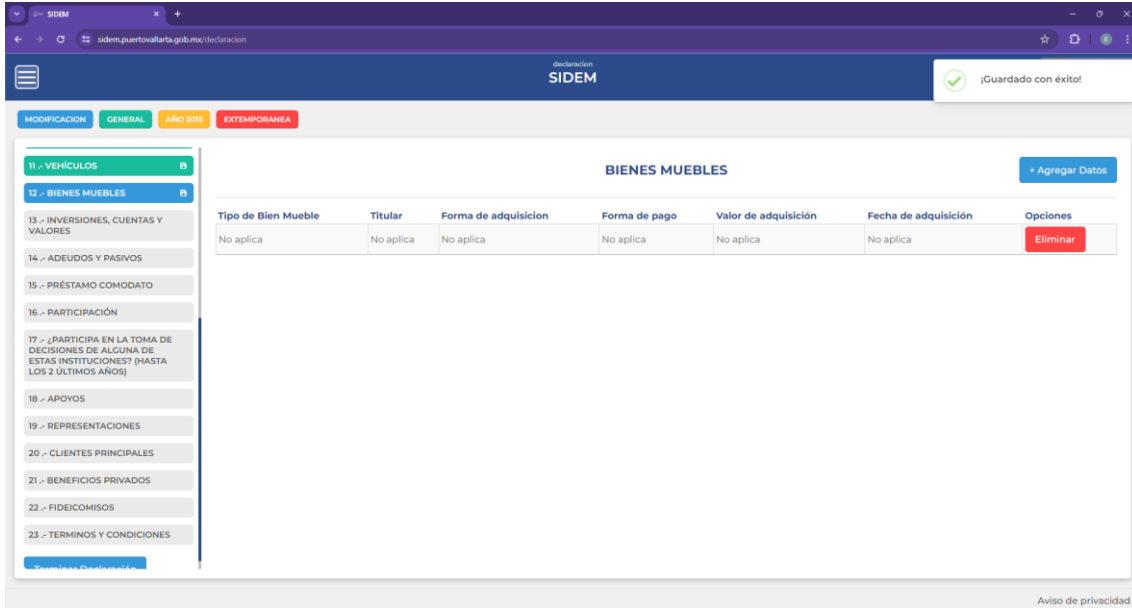 SIDEM
sidem.puertovallarta.gob.mx/declaracion
declaracion
SIDEM
¡Guardado con éxito!
MODIFICACION GENERAL AÑO 2015 EXTEMPORANEA
11 .- VEHÍCULOS
12 .- BIENES MUEBLES
13 .- INVERSIONES, CUENTAS Y
VALORES
14 .- ADEUDOS Y PASIVOS
15 .- PRÉSTAMO COMODATO
16 .- PARTICIPACIÓN
17 .- ¿PARTICIPA EN LA TOMA DE
DECISIONES DE ALGUNA DE
ESTAS INSTITUCIONES? (HASTA
LOS 2 ÚLTIMOS AÑOS)
18 .- APOYOS
19 .- REPRESENTACIONES
20 .- CLIENTES PRINCIPALES
21 .- BENEFICIOS PRIVADOS
22 .- FIDEICOMISOS
23 .- TERMINOS Y CONDICIONES
Terminar Declaración
BIENES MUEBLES
+ Agregar Datos
Tipo de Bien Mueble Titular Forma de adquisicion Forma de pago Valor de adquisición Fecha de adquisición Opciones
No aplica No aplica No aplica No aplica No aplica No aplica Eliminar
Aviso de privacidad